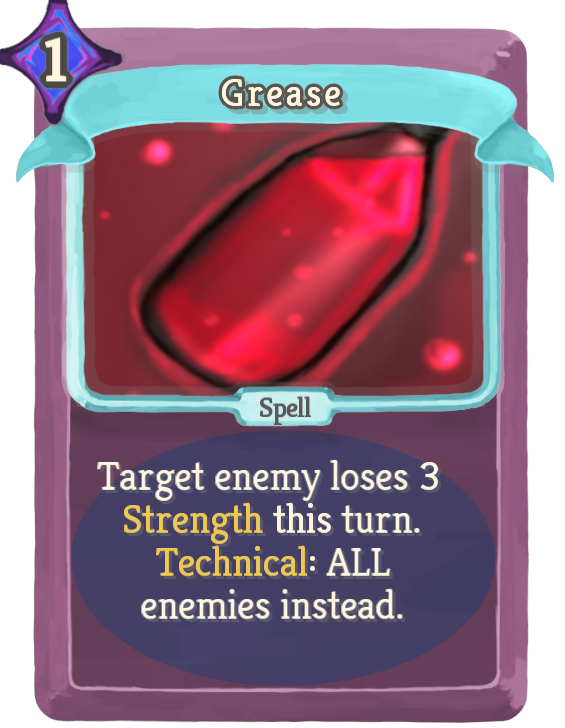 1
Grease
Spell
Target enemy loses 3
Strength this turn.
Technical: ALL
enemies instead.